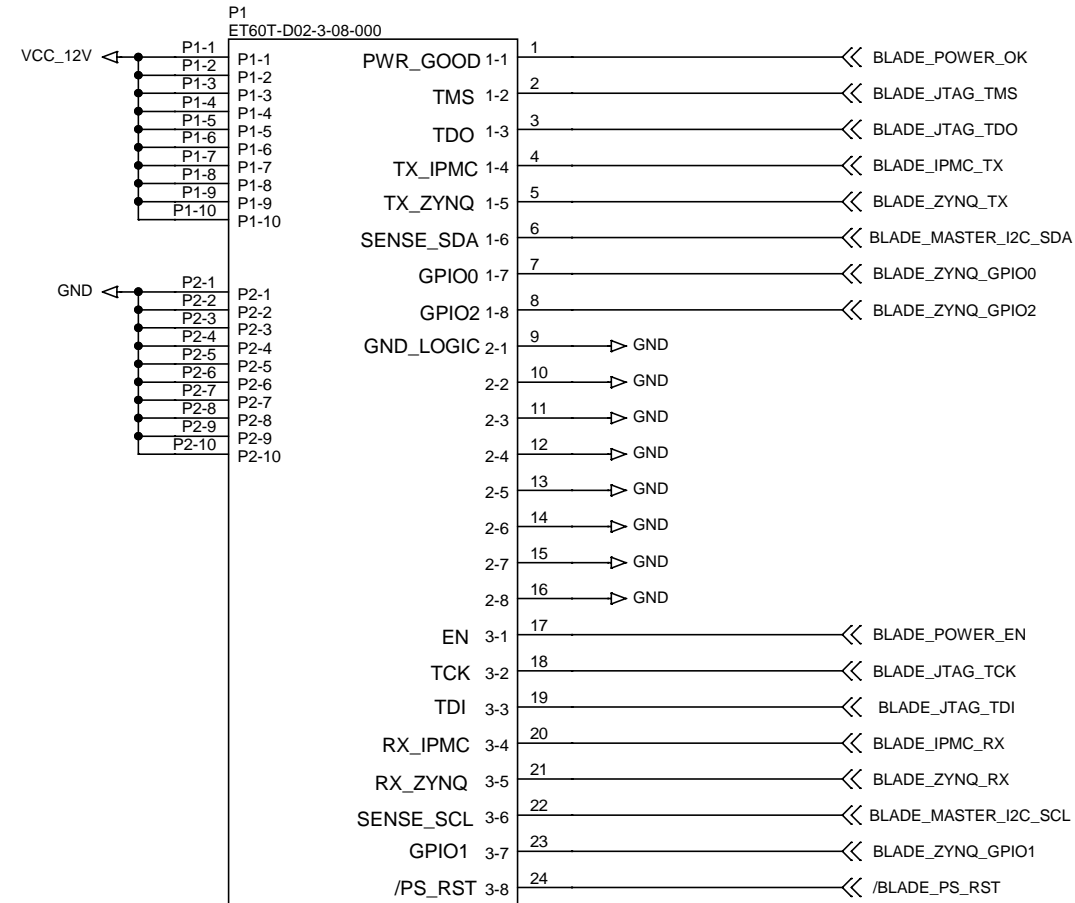 P1
ET60T-D02-3-08-000
VCC_12V P1-1 P1-1 PWR_GOOD 1-1 1 BLADE_POWER_OK
P1-2 P1-2
P1-3 P1-3 TMS 1-2 2 BLADE_JTAG_TMS
P1-4 P1-4
P1-5 P1-5 TDO 1-3 3 BLADE_JTAG_TDO
P1-6 P1-6
P1-7 P1-7 TX_IPMC 1-4 4 BLADE_IPMC_TX
P1-8 P1-8
P1-9 P1-9 TX_ZYNQ 1-5 5 BLADE_ZYNQ_TX
P1-10 P1-10
SENSE_SDA 1-6 6 BLADE_MASTER_I2C_SDA
GPIO0 1-7 7 BLADE_ZYNQ_GPIO0
GND P2-1 P2-1
P2-2 P2-2 GPIO2 1-8 8 BLADE_ZYNQ_GPIO2
P2-3 P2-3
P2-4 P2-4 GND_LOGIC 2-1 9 GND
P2-5 P2-5
P2-6 P2-6 2-2 10 GND
P2-7 P2-7
P2-8 P2-8 2-3 11 GND
P2-9 P2-9
P2-10 P2-10 2-4 12 GND
2-5 13 GND
2-6 14 GND
2-7 15 GND
2-8 16 GND
EN 3-1 17 BLADE_POWER_EN
TCK 3-2 18 BLADE_JTAG_TCK
TDI 3-3 19 BLADE_JTAG_TDI
RX_IPMC 3-4 20 BLADE_IPMC_RX
RX_ZYNQ 3-5 21 BLADE_ZYNQ_RX
SENSE_SCL 3-6 22 BLADE_MASTER_I2C_SCL
GPIO1 3-7 23 BLADE_ZYNQ_GPIO1
/PS_RST 3-8 24 /BLADE_PS_RST